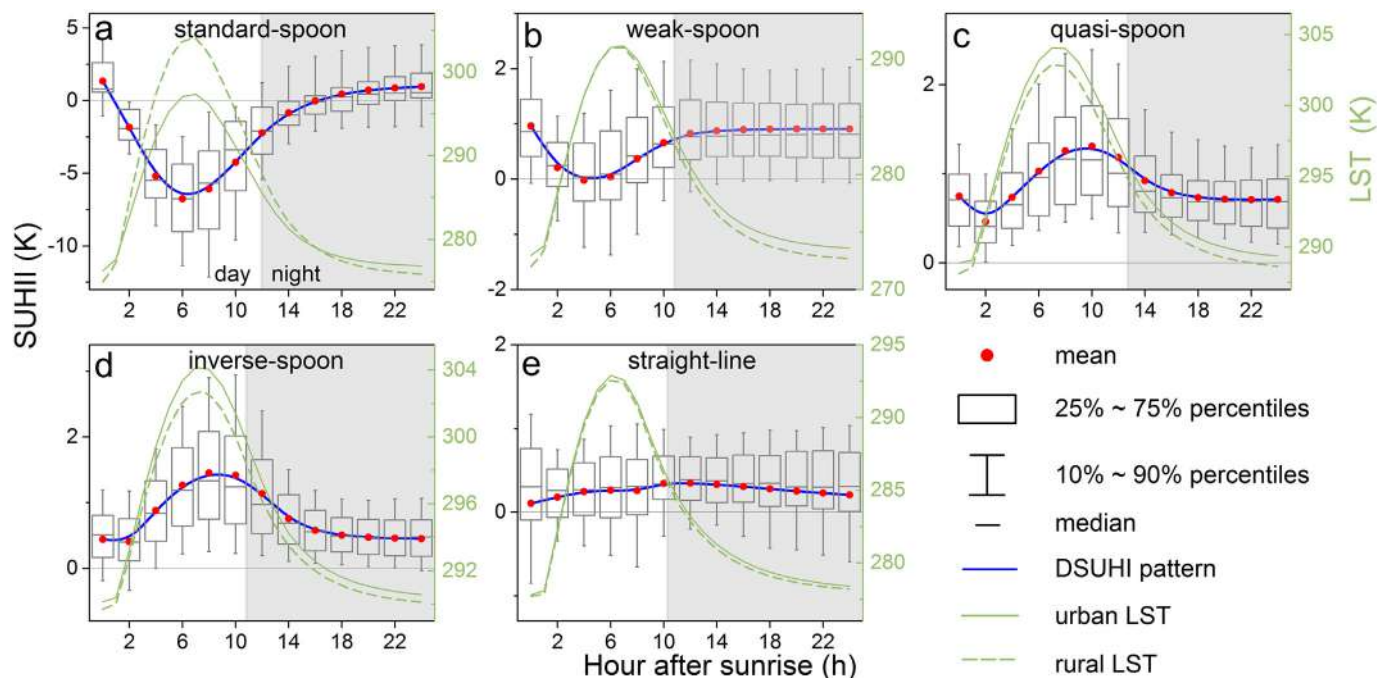 a standard-spoon
b weak-spoon
c quasi-spoon
5
0
-5
-10
300
290
280
275
2
0
-2
290
280
270
2
0
305
300
295
290
SUHII (K)
LST (K)
day night
2 6 10 14 18 22
2 6 10 14 18 22
2 6 10 14 18 22
d inverse-spoon
e straight-line
2
0
304
300
296
292
2
0
295
290
285
280
2 6 10 14 18 22
2 6 10 14 18 22
Hour after sunrise (h)
mean
25% ~ 75% percentiles
10% ~ 90% percentiles
median
DSUHI pattern
urban LST
rural LST